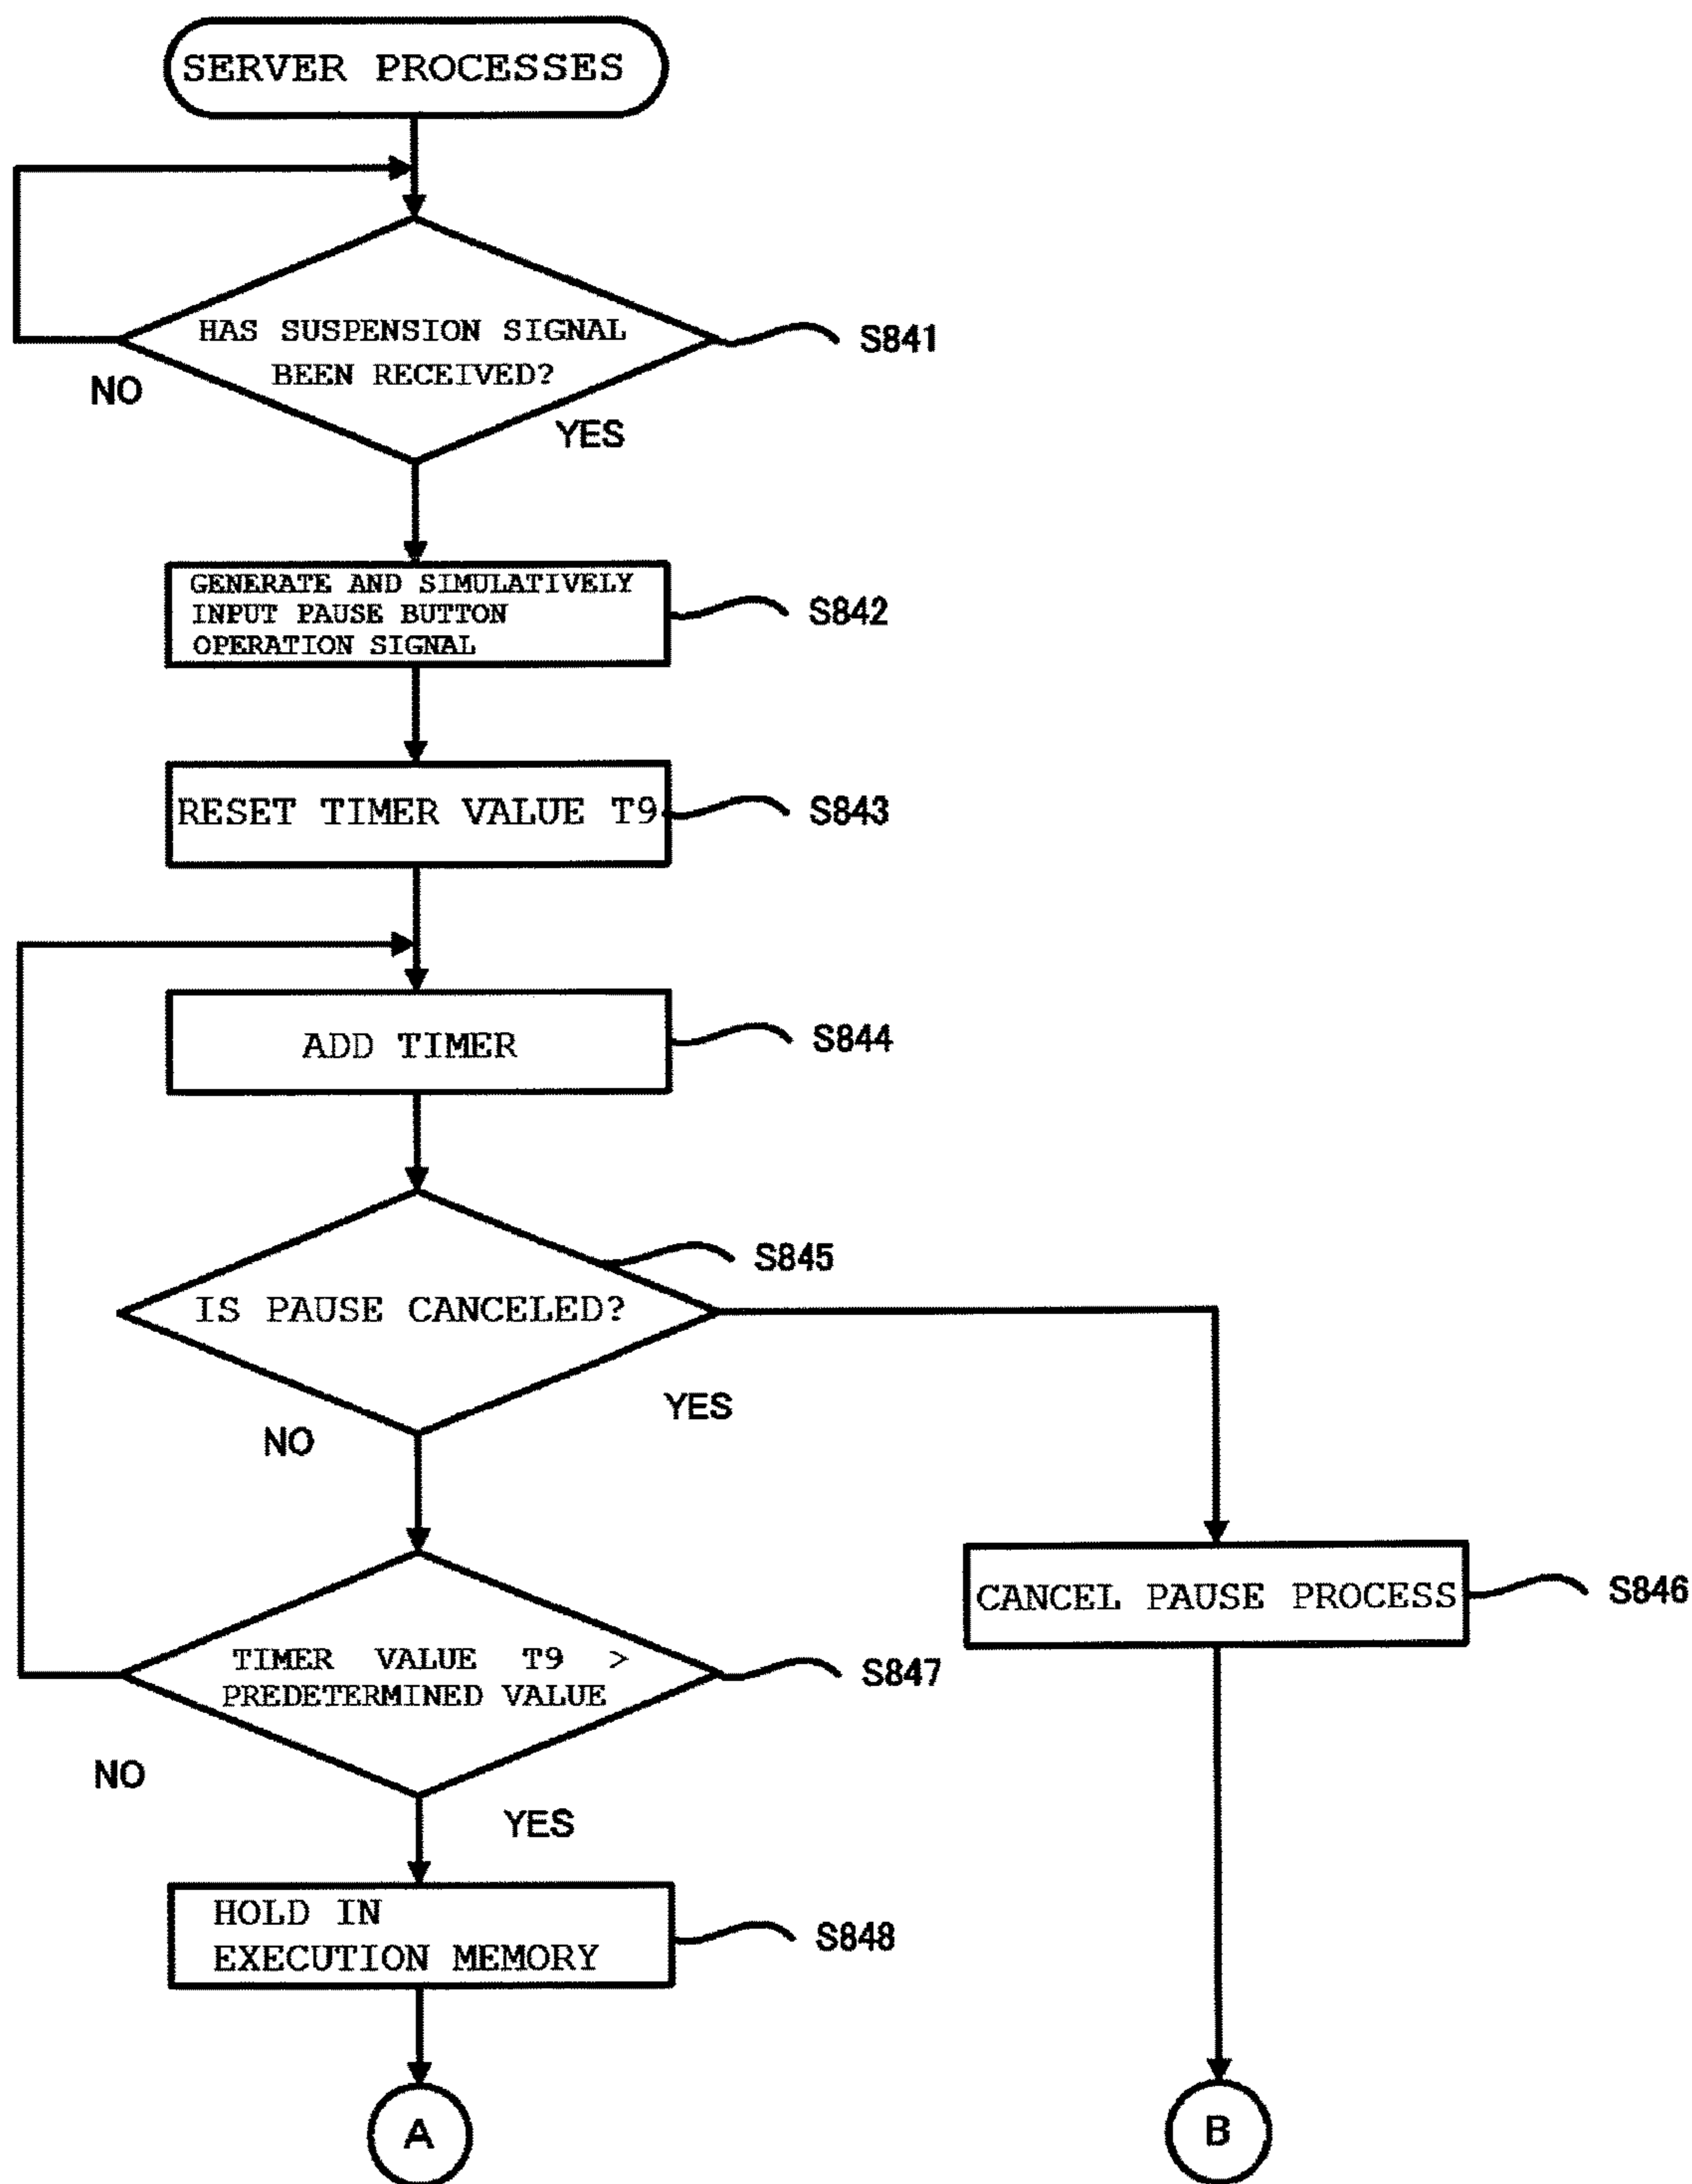 SERVER PROCESSES
HAS SUSPENSION SIGNAL
BEEN RECEIVED?
S841
NO
YES
GENERATE AND SIMULATIVELY
INPUT PAUSE BUTTON
OPERATION SIGNAL
S842
RESET TIMER VALUE T9
S843
ADD TIMER
S844
S845
IS PAUSE CANCELED?
YES
NO
CANCEL PAUSE PROCESS
S846
TIMER VALUE T9 >
PREDETERMINED VALUE
S847
NO
YES
HOLD IN
EXECUTION MEMORY
S848
A
B